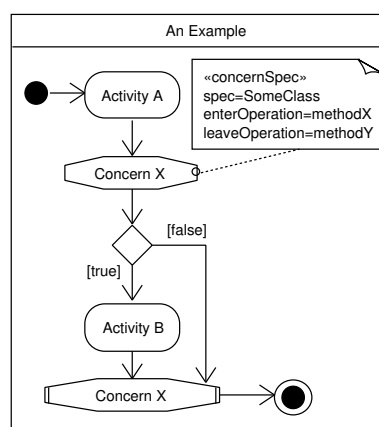 An Example
Activity A
«concernSpec»
spec=SomeClass
enterOperation=methodX
leaveOperation=methodY
Concern X
[false]
[true]
Activity B
Concern X